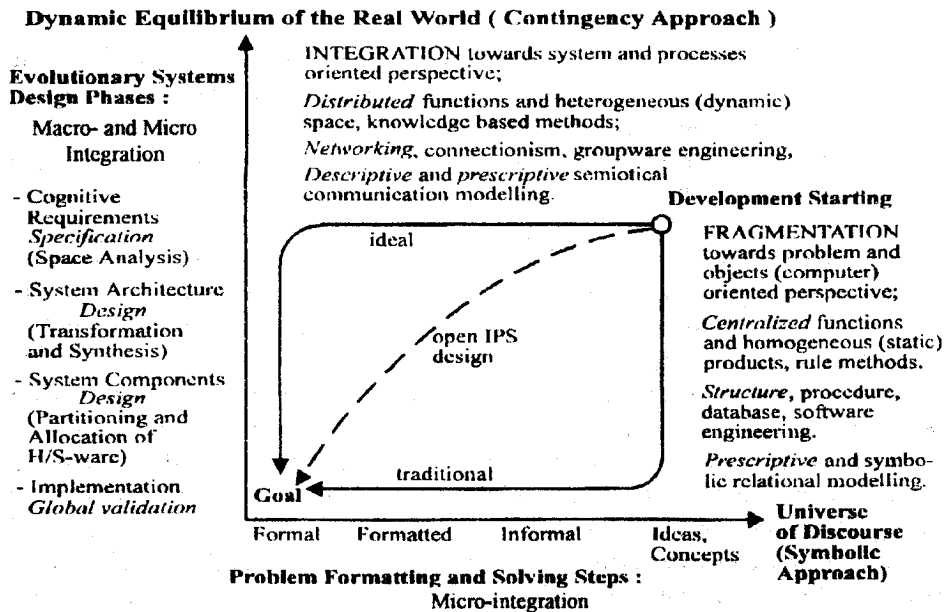 Dynamic Equilibrium of the Real World ( Contingency Approach )
Evolutionary Systems
Design Phases :
Macro- and Micro
Integration
- Cognitive
Requirements
Specification
(Space Analysis)
- System Architecture
Design
(Transformation
and Synthesis)
- System Components
Design
(Partitioning and
Allocation of
H/S-ware)
- Implementation
Global validation
INTEGRATION towards system and processes
oriented perspective;
Distributed functions and heterogeneous (dynamic)
space, knowledge based methods;
Networking, connectionism, groupware engineering,
Descriptive and prescriptive semiotical
communication modelling.
Development Starting
FRAGMENTATION
towards problem and
objects (computer)
oriented perspective;
Centralized functions
and homogeneous (static)
products, rule methods.
Structure, procedure,
database, software
engineering.
Prescriptive and symbo-
lic relational modelling.
ideal
open IPS
design
traditional
Goal
Formal
Formatted
Informal
Ideas,
Concepts
Universe
of Discourse
(Symbolic
Approach)
Problem Formatting and Solving Steps :
Micro-integration